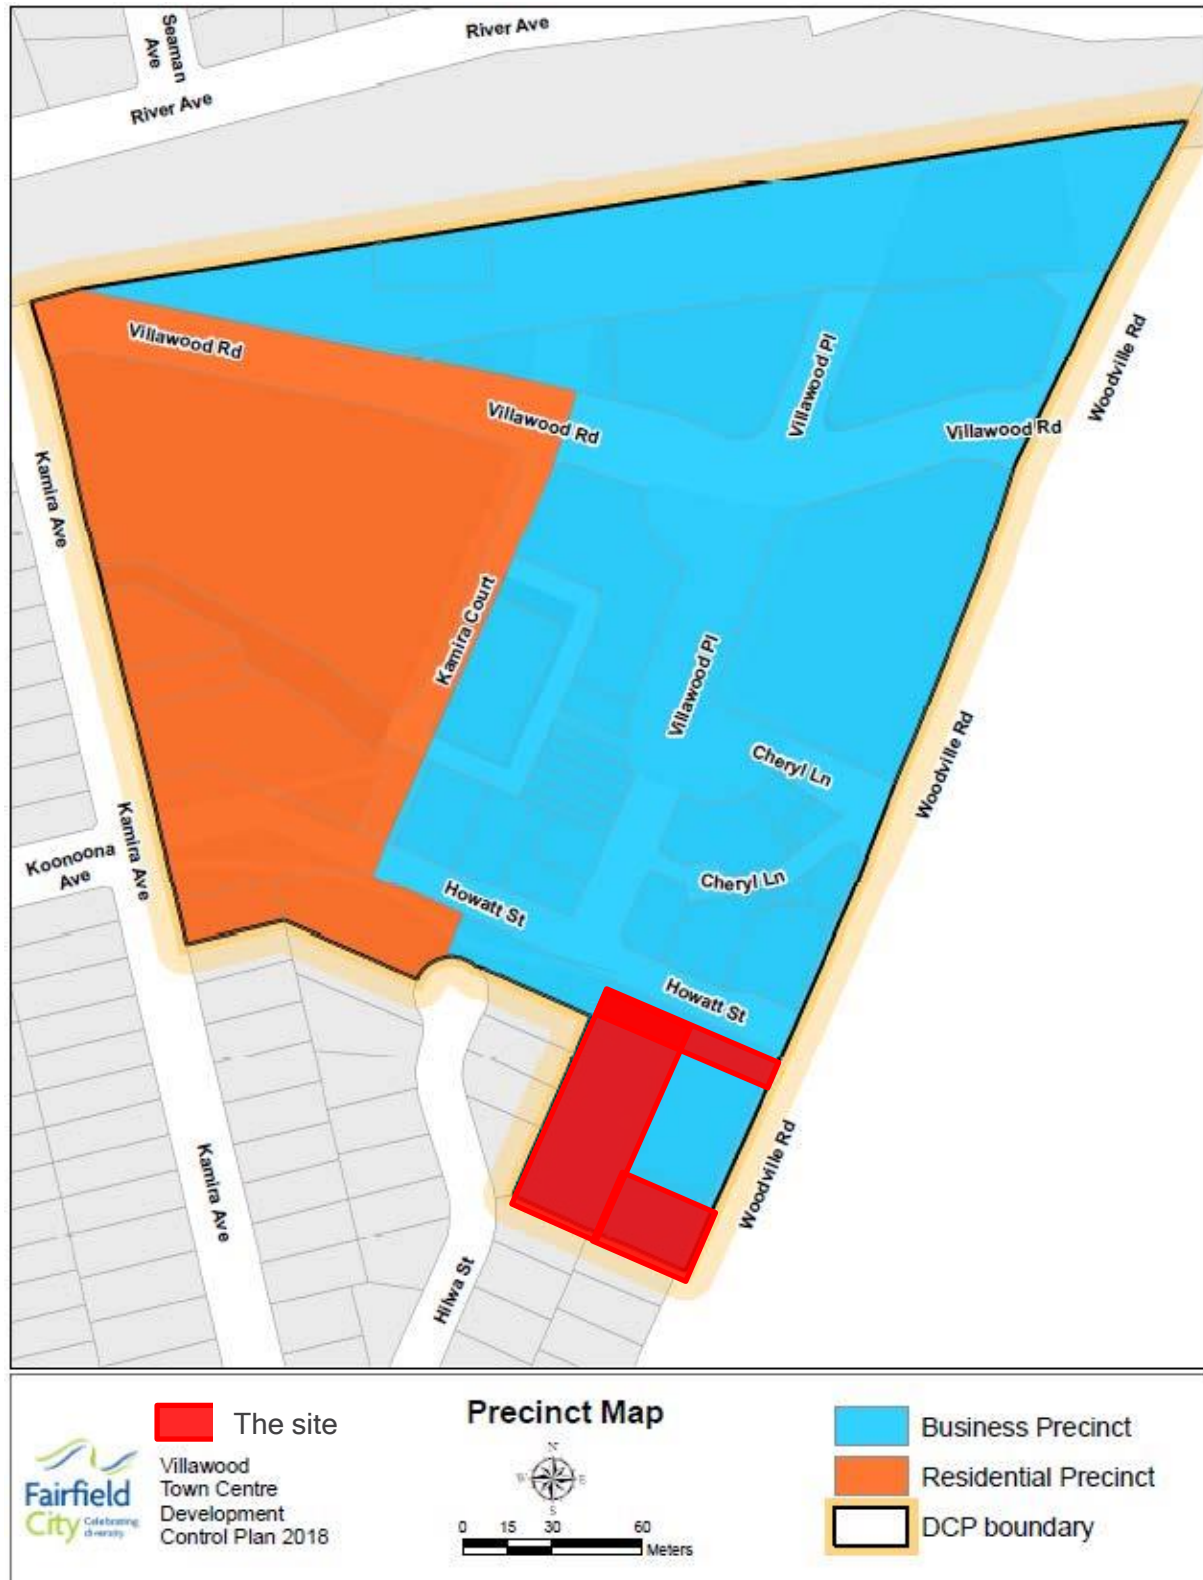 Seaman
Ave
River Ave
River Ave
Villawood Rd
Villawood Rd
Villawood Pl
Villawood Rd
Woodville Rd
Kamira Ave
Kamira Court
Villawood Pl
Cheryl Ln
Woodville Rd
Kamira Ave
Koonoona
Ave
Cheryl Ln
Howatt St
Howatt St
Kamira Ave
Woodville Rd
Hilwa St
The site
Precinct Map
Fairfield
City Celebrating
diversity
Villawood
Town Centre
Development
Control Plan 2018
N
W E
S
0 15 30 60
Meters
Business Precinct
Residential Precinct
DCP boundary